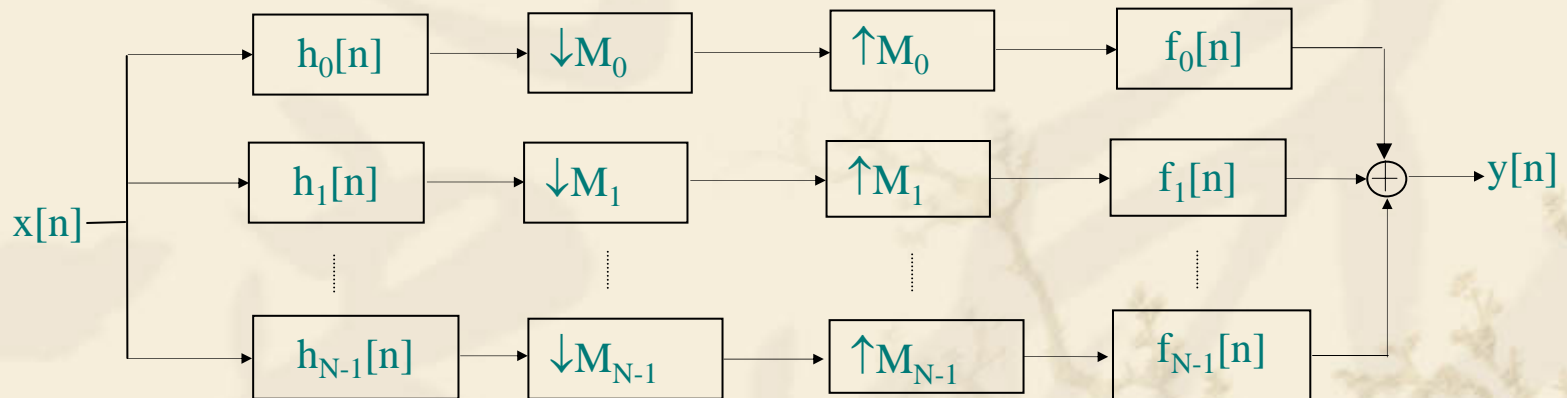 h₀[n] ↓M₀ ↑M₀ f₀[n]
h₁[n] ↓M₁ ↑M₁ f₁[n]
x[n] y[n]
hN-1[n] ↓MN-1 ↑MN-1 fN-1[n]